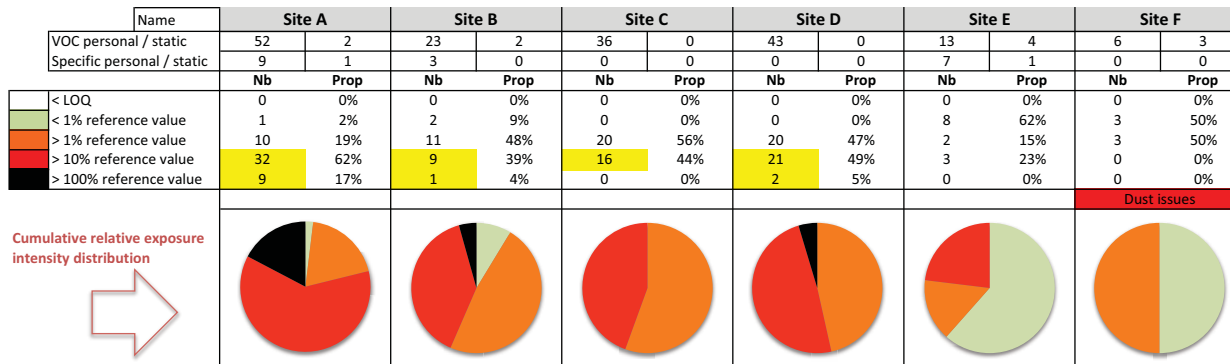 Name Site A Site B Site C Site D Site E Site F
VOC personal / static 52 2 23 2 36 0 43 0 13 4 6 3
Specific personal / static 9 1 3 0 0 0 0 0 7 1 0 0
Nb Prop Nb Prop Nb Prop Nb Prop Nb Prop Nb Prop
< LOQ 0 0% 0 0% 0 0% 0 0% 0 0% 0 0%
< 1% reference value 1 2% 2 9% 0 0% 0 0% 8 62% 3 50%
> 1% reference value 10 19% 11 48% 20 56% 20 47% 2 15% 3 50%
> 10% reference value 32 62% 9 39% 16 44% 21 49% 3 23% 0 0%
> 100% reference value 9 17% 1 4% 0 0% 2 5% 0 0% 0 0%
Dust issues
Cumulative relative exposure
intensity distribution